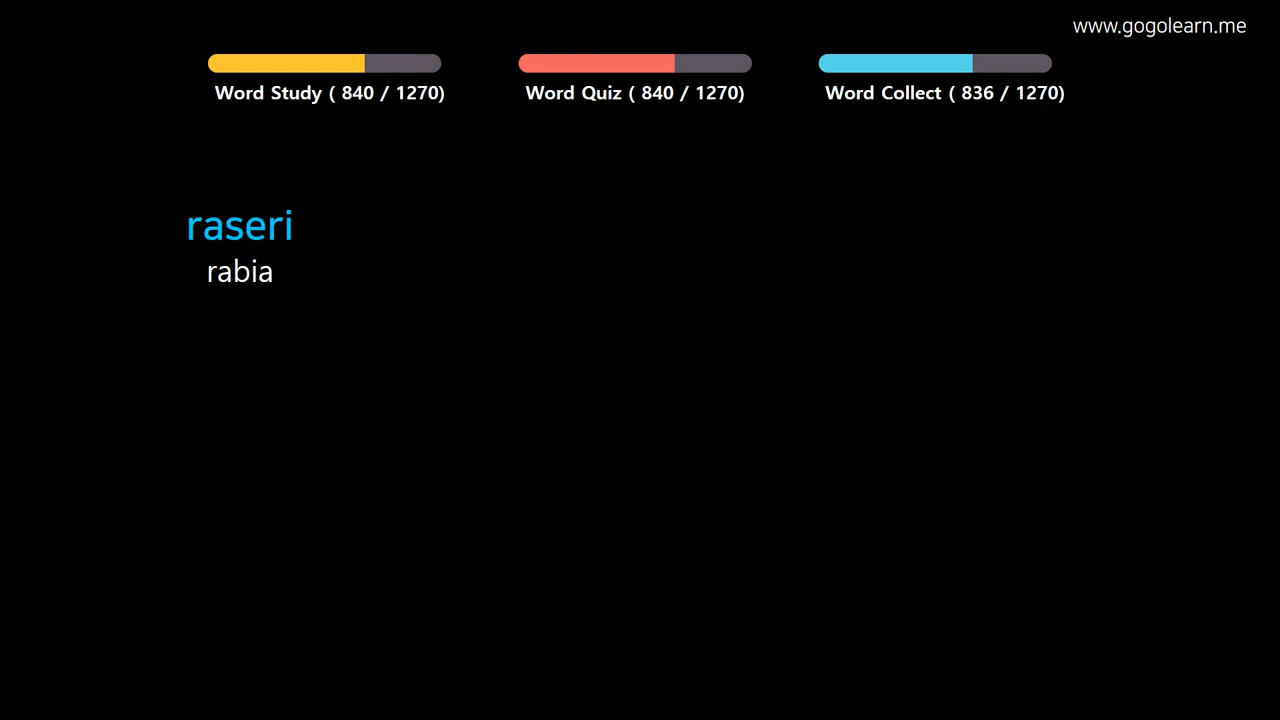 www.gogolearn.me
Word Study ( 840 / 1270)
Word Quiz ( 840 / 1270)
Word Collect ( 836 / 1270)
raseri
rabia